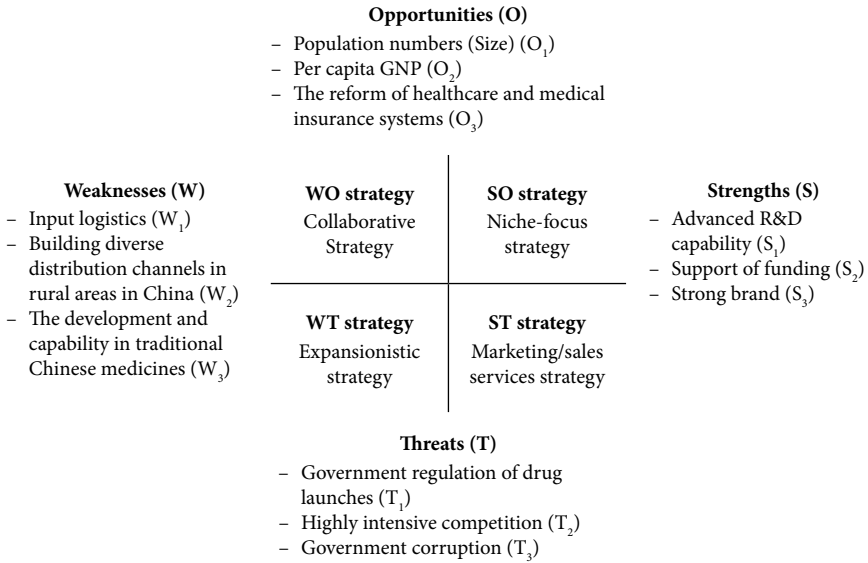 Opportunities (O)
– Population numbers (Size) (O₁)
– Per capita GNP (O₂)
– The reform of healthcare and medical
insurance systems (O₃)
Weaknesses (W)
– Input logistics (W₁)
– Building diverse
distribution channels in
rural areas in China (W₂)
– The development and
capability in traditional
Chinese medicines (W₃)
WO strategy
Collaborative
Strategy
SO strategy
Niche-focus
strategy
WT strategy
Expansionistic
strategy
ST strategy
Marketing/sales
services strategy
Strengths (S)
– Advanced R&D
capability (S₁)
– Support of funding (S₂)
– Strong brand (S₃)
Threats (T)
– Government regulation of drug
launches (T₁)
– Highly intensive competition (T₂)
– Government corruption (T₃)